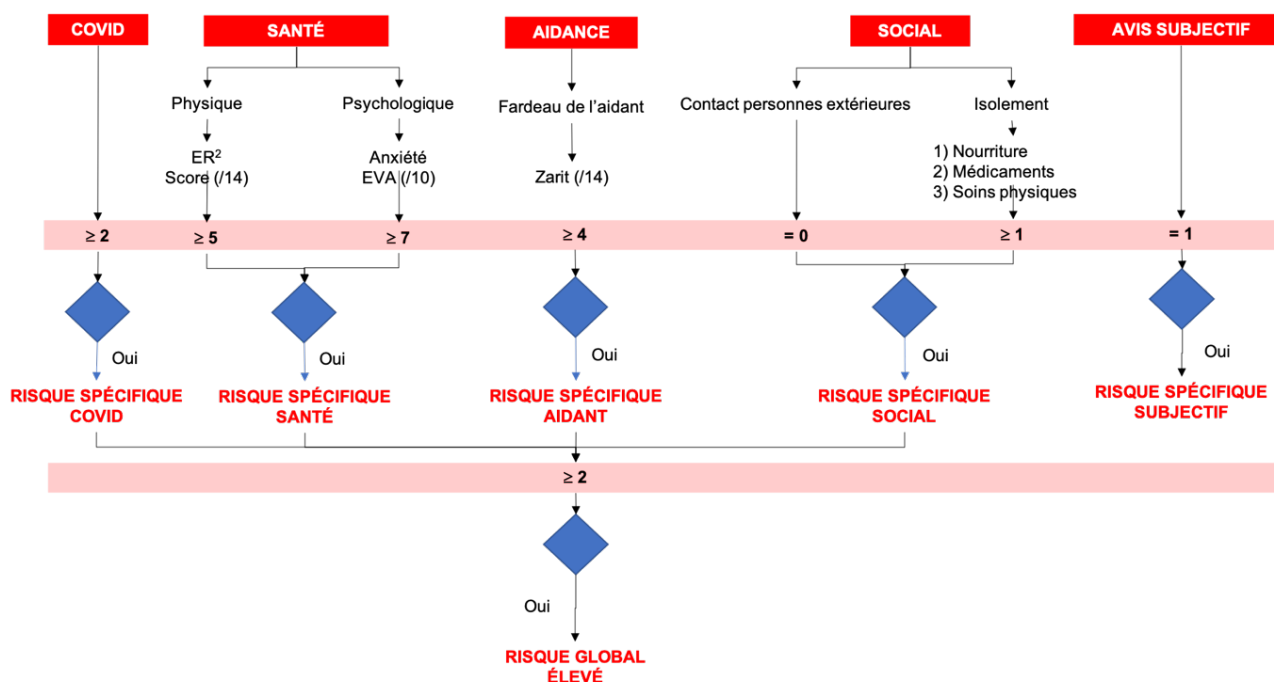 COVID
SANTÉ
AIDANCE
SOCIAL
AVIS SUBJECTIF
Physique
Psychologique
Fardeau de l’aidant
Contact personnes extérieures
Isolement
ER²
Score (/14)
Anxiété
EVA (/10)
Zarit (/14)
1) Nourriture
2) Médicaments
3) Soins physiques
≥ 2
≥ 5
≥ 7
≥ 4
= 0
≥ 1
= 1
Oui
Oui
Oui
Oui
Oui
RISQUE SPÉCIFIQUE
COVID
RISQUE SPÉCIFIQUE
SANTÉ
RISQUE SPÉCIFIQUE
AIDANT
RISQUE SPÉCIFIQUE
SOCIAL
RISQUE SPÉCIFIQUE
SUBJECTIF
≥ 2
Oui
RISQUE GLOBAL
ÉLEVÉ